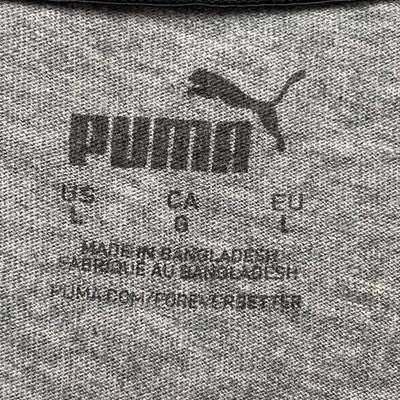 PUMA
US CA EU
L G L
MADE IN BANGLADESH
FABRIQUE AU BANGLADESH
PUMA.COM/FOREVERBETTER